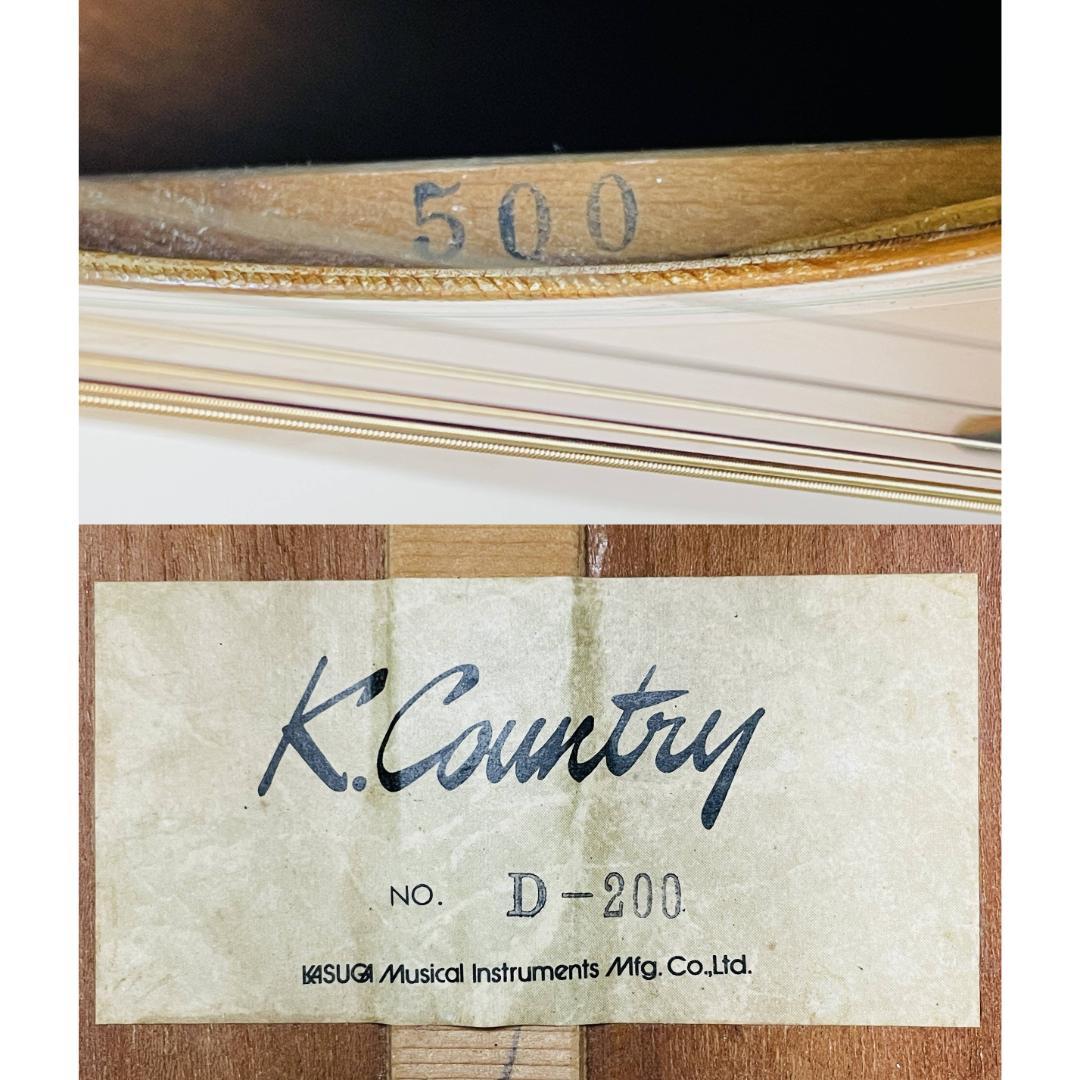 500
K. Country
NO. D-200
KASUGA Musical Instruments Mfg. Co.,Ltd.